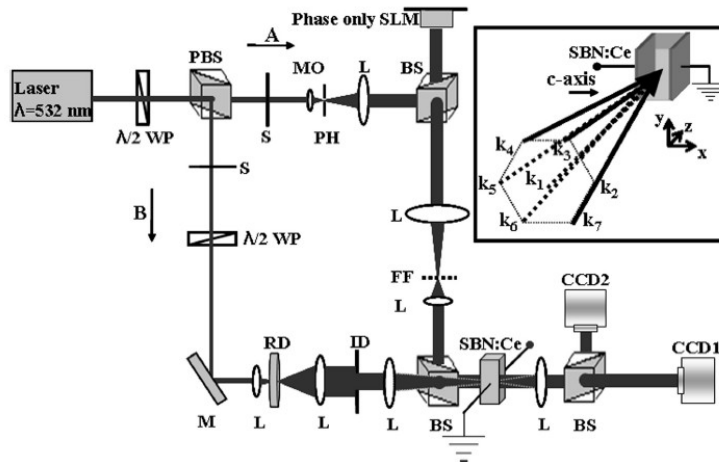 Phase only SLM
A
PBS
MO
L
BS
SBN:Ce
c-axis
Laser
λ=532 nm
λ/2 WP
S
PH
y
z
x
k4
k3
k5
k1
k2
k6
k7
S
B
λ/2 WP
L
FF
L
CCD2
RD
ID
SBN:Ce
CCD1
M
L
L
L
BS
L
BS